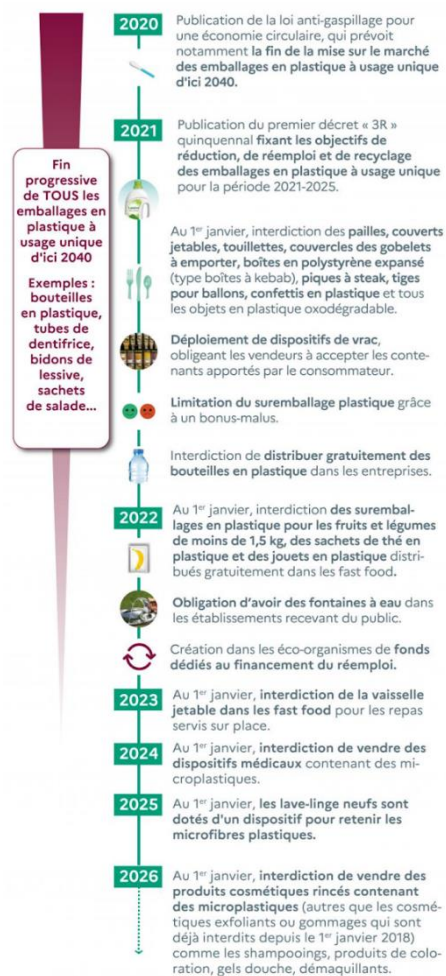 2020
Publication de la loi anti-gaspillage pour
une économie circulaire, qui prévoit
notamment la fin de la mise sur le marché
des emballages en plastique à usage unique
d'ici 2040.
2021
Publication du premier décret « 3R »
quinquennal fixant les objectifs de
réduction, de réemploi et de recyclage
des emballages en plastique à usage unique
pour la période 2021-2025.
Fin
progressive
de TOUS les
emballages en
plastique à
usage unique
d'ici 2040
Exemples :
bouteilles
en plastique,
tubes de
dentifrice,
bidons de
lessive,
sachets
de salade...
Au 1er janvier, interdiction des pailles, couverts
jetables, touillettes, couvercles des gobelets
à emporter, boîtes en polystyrène expansé
(type boîtes à kebab), piques à steak, tiges
pour ballons, confettis en plastique et tous
les objets en plastique oxodégradable.
Déploiement de dispositifs de vrac,
obligeant les vendeurs à accepter les conte-
nants apportés par le consommateur.
Limitation du suremballage plastique grâce
à un bonus-malus.
Interdiction de distribuer gratuitement des
bouteilles en plastique dans les entreprises.
2022
Au 1er janvier, interdiction des surembal-
lages en plastique pour les fruits et légumes
de moins de 1,5 kg, des sachets de thé en
plastique et des jouets en plastique distri-
bués gratuitement dans les fast food.
Obligation d'avoir des fontaines à eau dans
les établissements recevant du public.
Création dans les éco-organismes de fonds
dédiés au financement du réemploi.
2023
Au 1er janvier, interdiction de la vaisselle
jetable dans les fast food pour les repas
servis sur place.
2024
Au 1er janvier, interdiction de vendre des
dispositifs médicaux contenant des mi-
croplastiques.
2025
Au 1er janvier, les lave-linge neufs sont
dotés d'un dispositif pour retenir les
microfibres plastiques.
2026
Au 1er janvier, interdiction de vendre des
produits cosmétiques rincés contenant
des microplastiques (autres que les cosmé-
tiques exfoliants ou gommages qui sont
déjà interdits depuis le 1er janvier 2018)
comme les shampooings, produits de colo-
ration, gels douche, démaquillants.